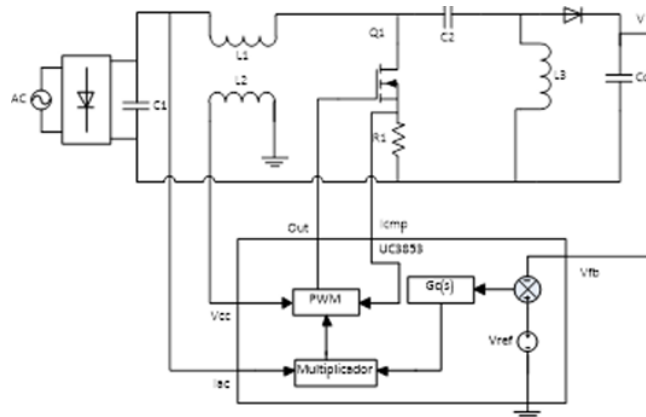 Q1
C2
V
L1
L2
L3
AC
C1
Co
R1
Out
Icmp
UC3853
Vfb
PWM
Gc(s)
Vcc
Vref
Multiplicador
Iac